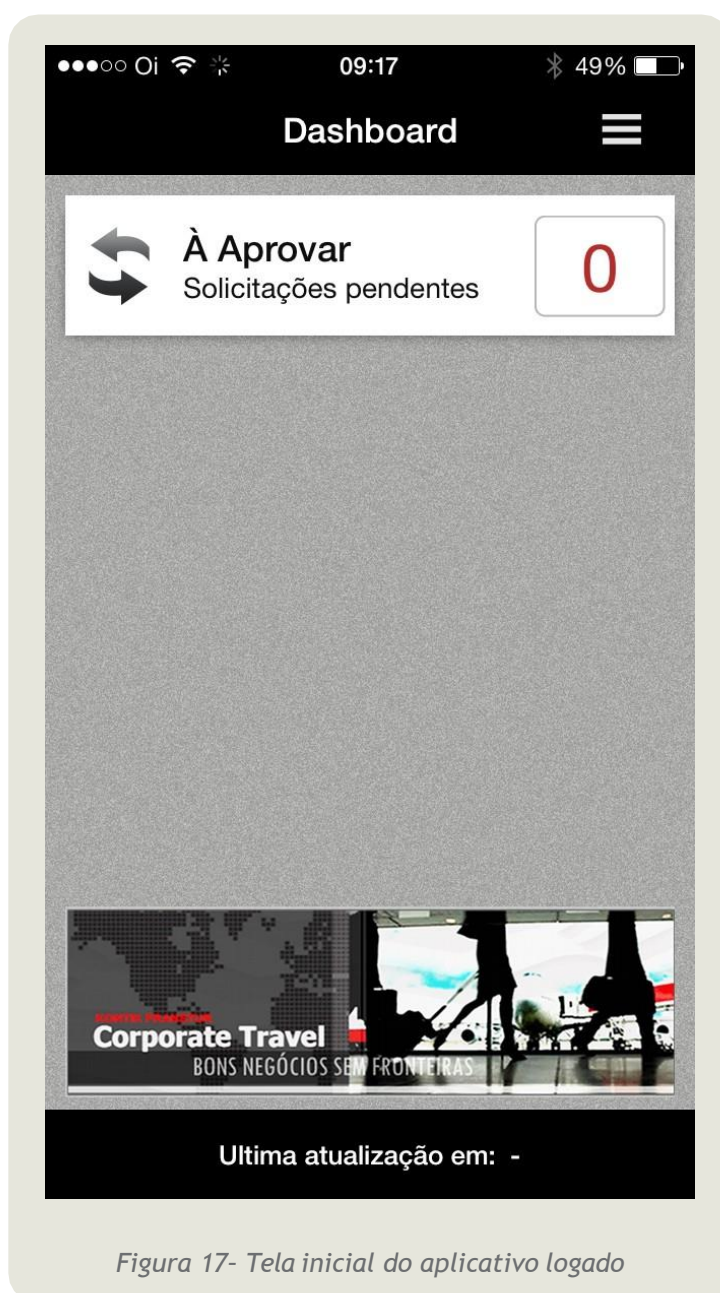 Oi 09:17 49%
Dashboard
À Aprovar
Solicitações pendentes
0
Corporate Travel
BONS NEGÓCIOS SEM FRONTEIRAS
Ultima atualização em: -
Figura 17- Tela inicial do aplicativo logado